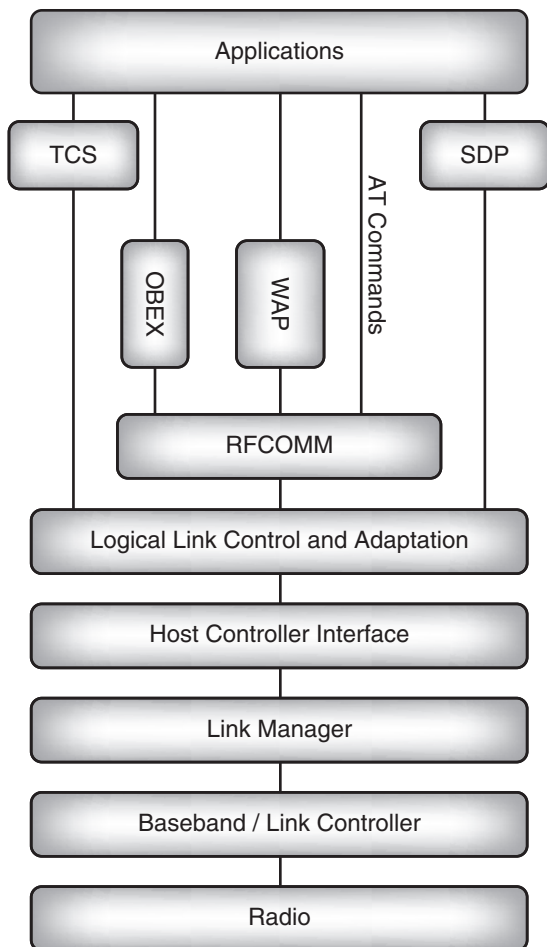 Applications
TCS
SDP
OBEX
WAP
AT Commands
RFCOMM
Logical Link Control and Adaptation
Host Controller Interface
Link Manager
Baseband / Link Controller
Radio